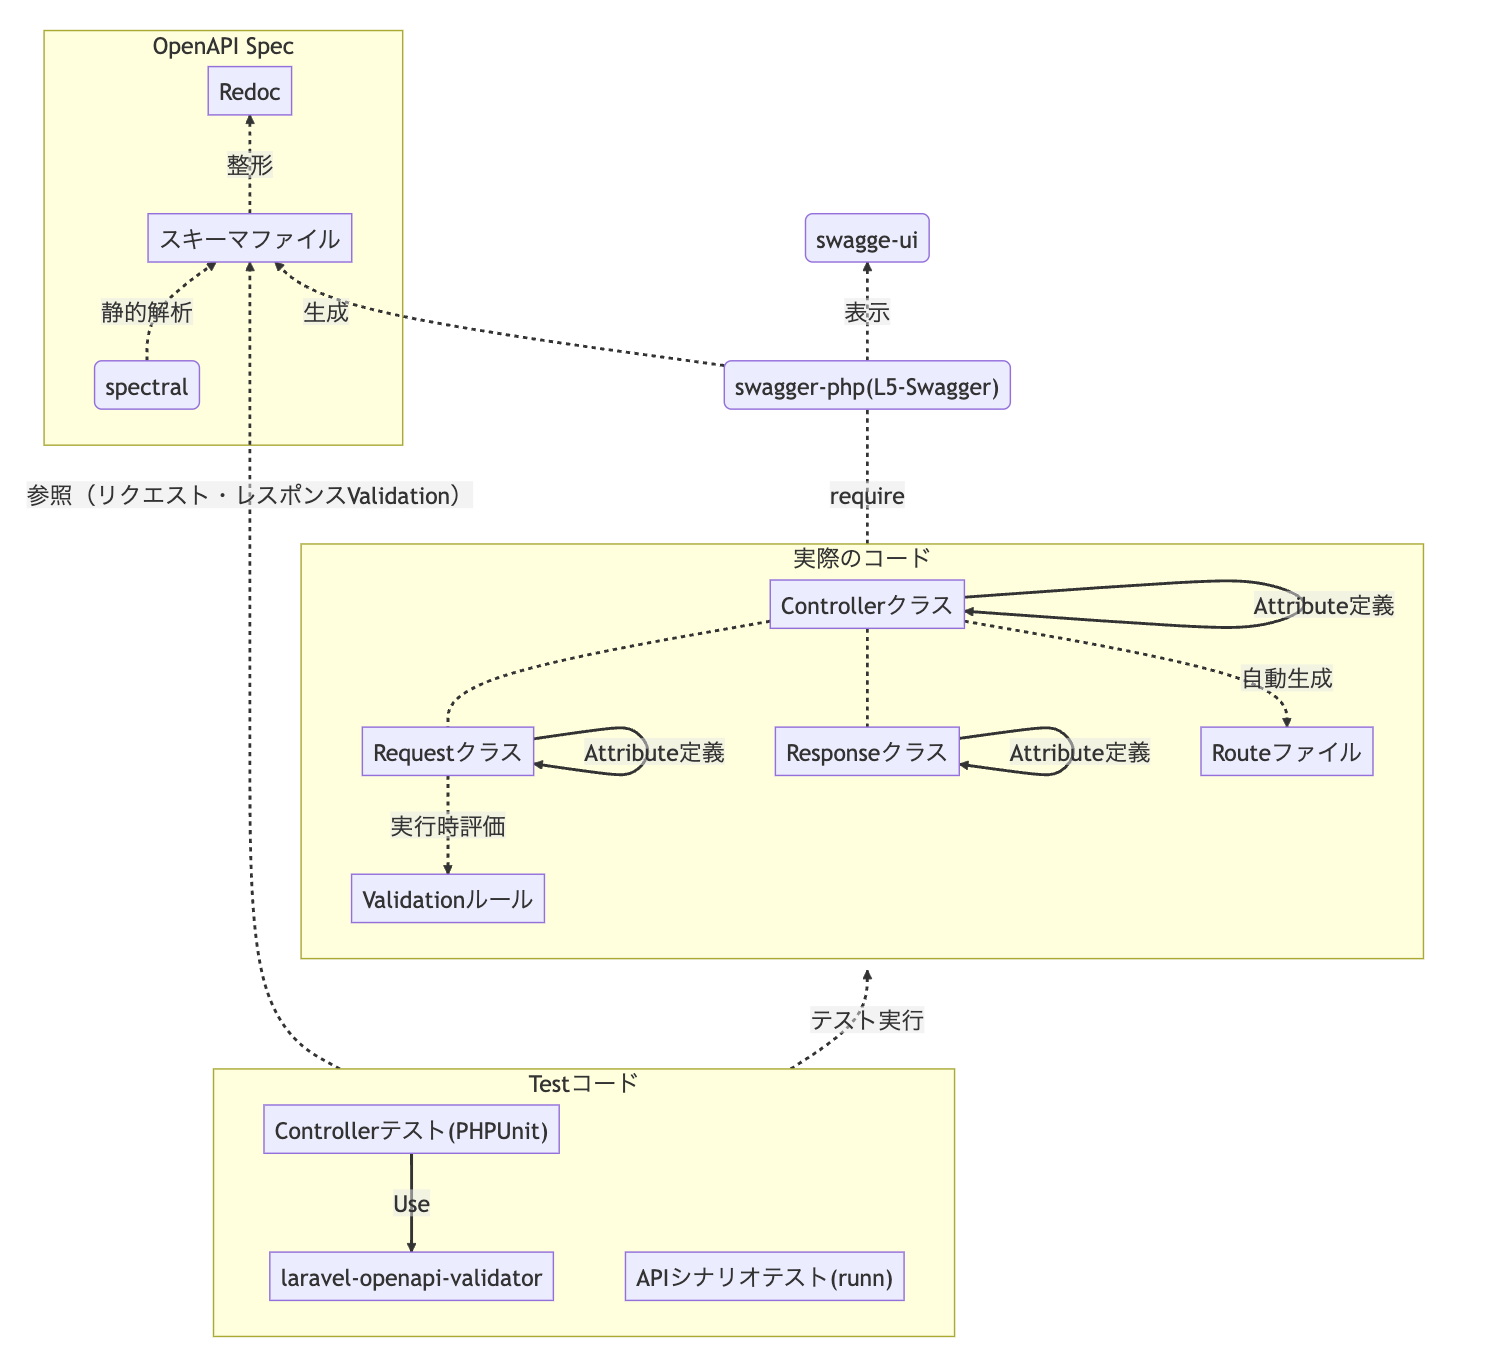 OpenAPI Spec
Redoc
整形
スキーマファイル
swagge-ui
静的解析
生成
表示
spectral
swagger-php(L5-Swagger)
参照（リクエスト・レスポンスValidation）
require
実際のコード
Controllerクラス
Attribute定義
自動生成
Requestクラス
Attribute定義
Responseクラス
Attribute定義
Routeファイル
実行時評価
Validationルール
テスト実行
Testコード
Controllerテスト(PHPUnit)
Use
laravel-openapi-validator
APIシナリオテスト(runn)